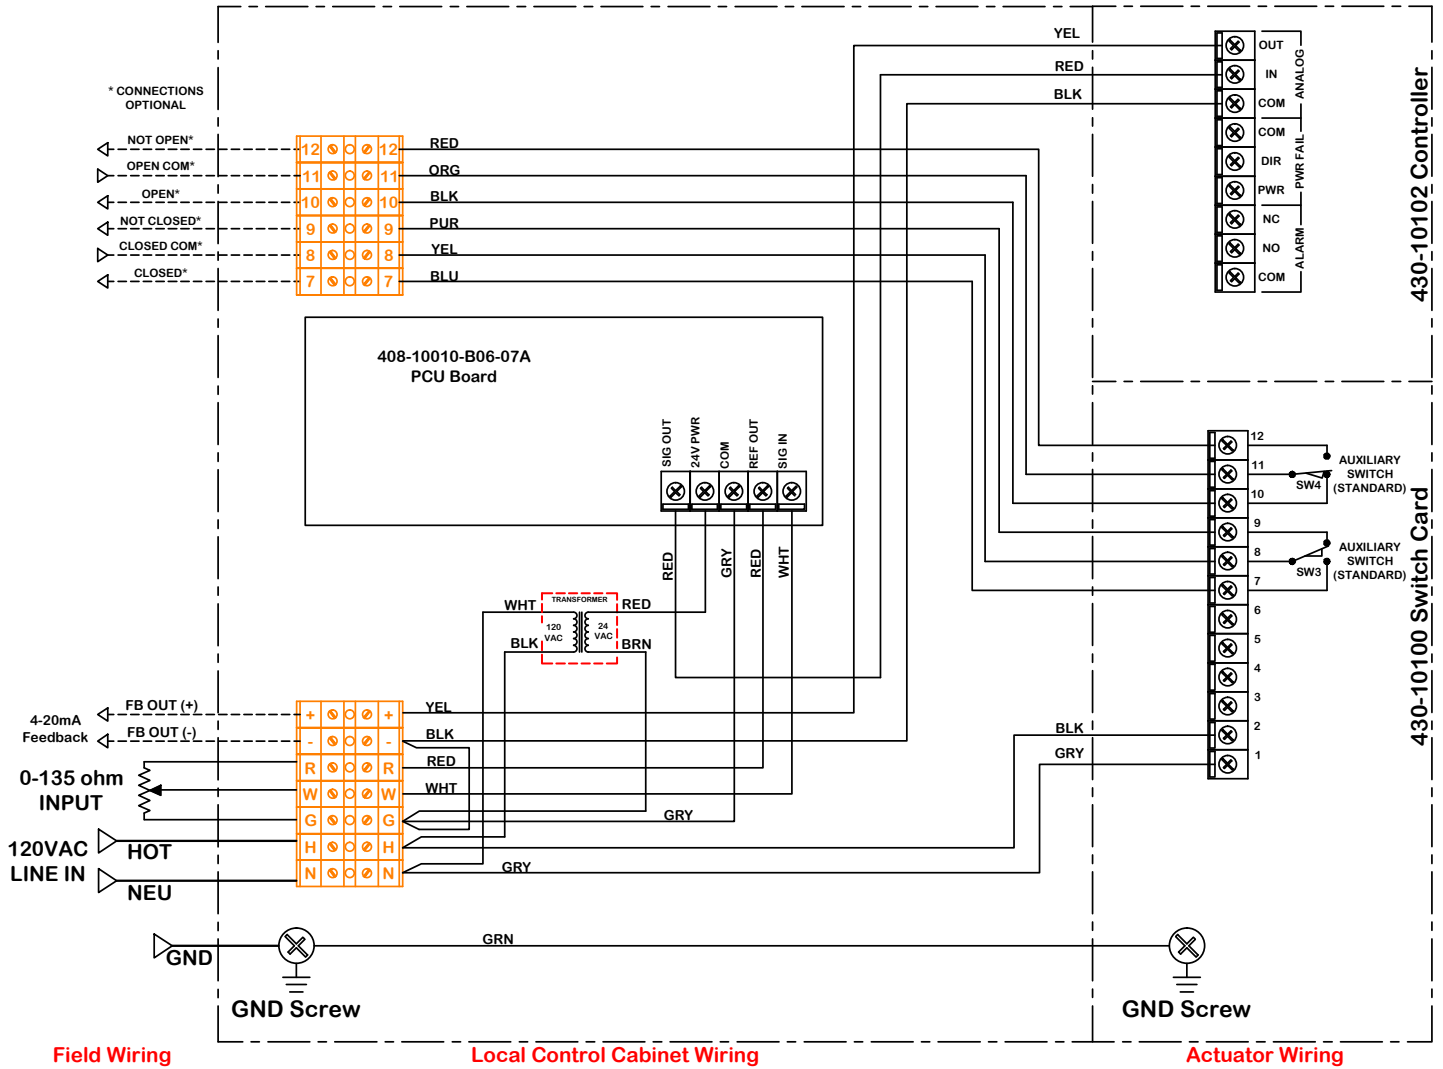 * CONNECTIONS
OPTIONAL
NOT OPEN*
OPEN COM*
OPEN*
NOT CLOSED*
CLOSED COM*
CLOSED*
12 12
11 11
10 10
9 9
8 8
7 7
RED
ORG
BLK
PUR
YEL
BLU
YEL
RED
BLK
OUT
IN
COM
ANALOG
COM
DIR
PWR
PWR FAIL
NC
NO
COM
ALARM
430-10102 Controller
408-10010-B06-07A
PCU Board
SIG OUT
24V PWR
COM
REF OUT
SIG IN
RED
GRY
RED
WHT
TRANSFORMER
WHT
RED
120
VAC
24
VAC
BLK
BRN
12
11
10
9
8
7
6
5
4
3
2
1
SW4
AUXILIARY
SWITCH
(STANDARD)
SW3
AUXILIARY
SWITCH
(STANDARD)
430-10100 Switch Card
BLK
GRY
4-20mA
Feedback
FB OUT (+)
FB OUT (-)
0-135 ohm
INPUT
120VAC
LINE IN
HOT
NEU
+ +
- -
R R
W W
G G
H H
N N
YEL
BLK
RED
WHT
GRY
GRY
GND
GRN
GND Screw
GND Screw
Field Wiring
Local Control Cabinet Wiring
Actuator Wiring